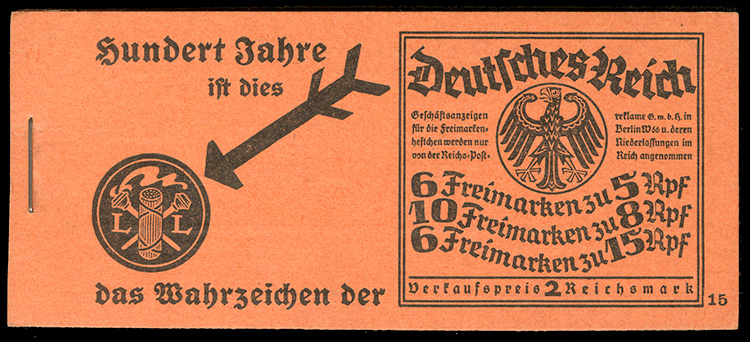 Hundert Jahre
ist dies
L L
das Wahrzeichen der
Deutsches Reich
Geschäftsanzeigen
für die Freimarken-
heftchen werden nur
von der Reichs-Post-
reklame G.m.b.H. in
Berlin W66 u. deren
Niederlassungen im
Reich angenommen
6 Freimarken zu 5 Rpf
10 Freimarken zu 8 Rpf
6 Freimarken zu 15 Rpf
Verkaufspreis 2 Reichsmark
15